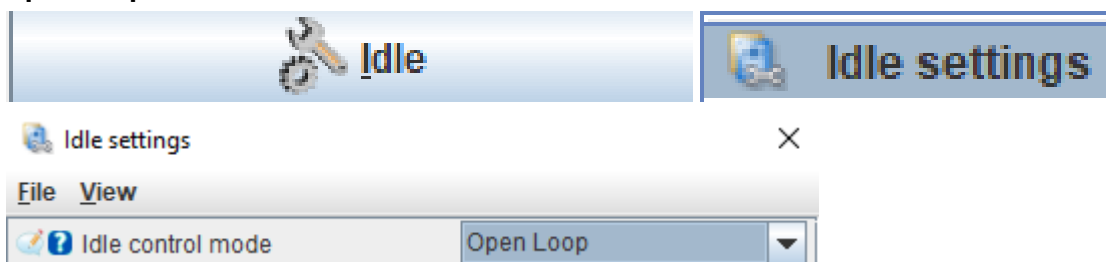 Idle
Idle settings
Idle settings
File View
Idle control mode
Open Loop